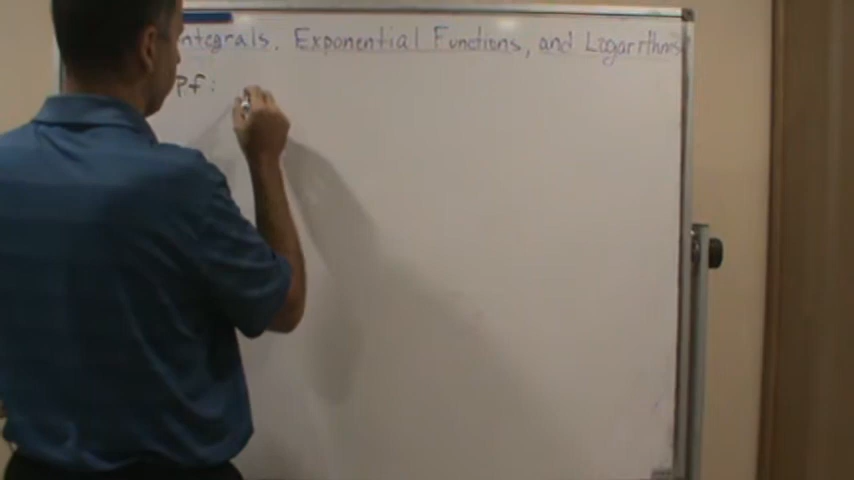 ntegrals, Exponential Functions, and Logarithms
Pf: